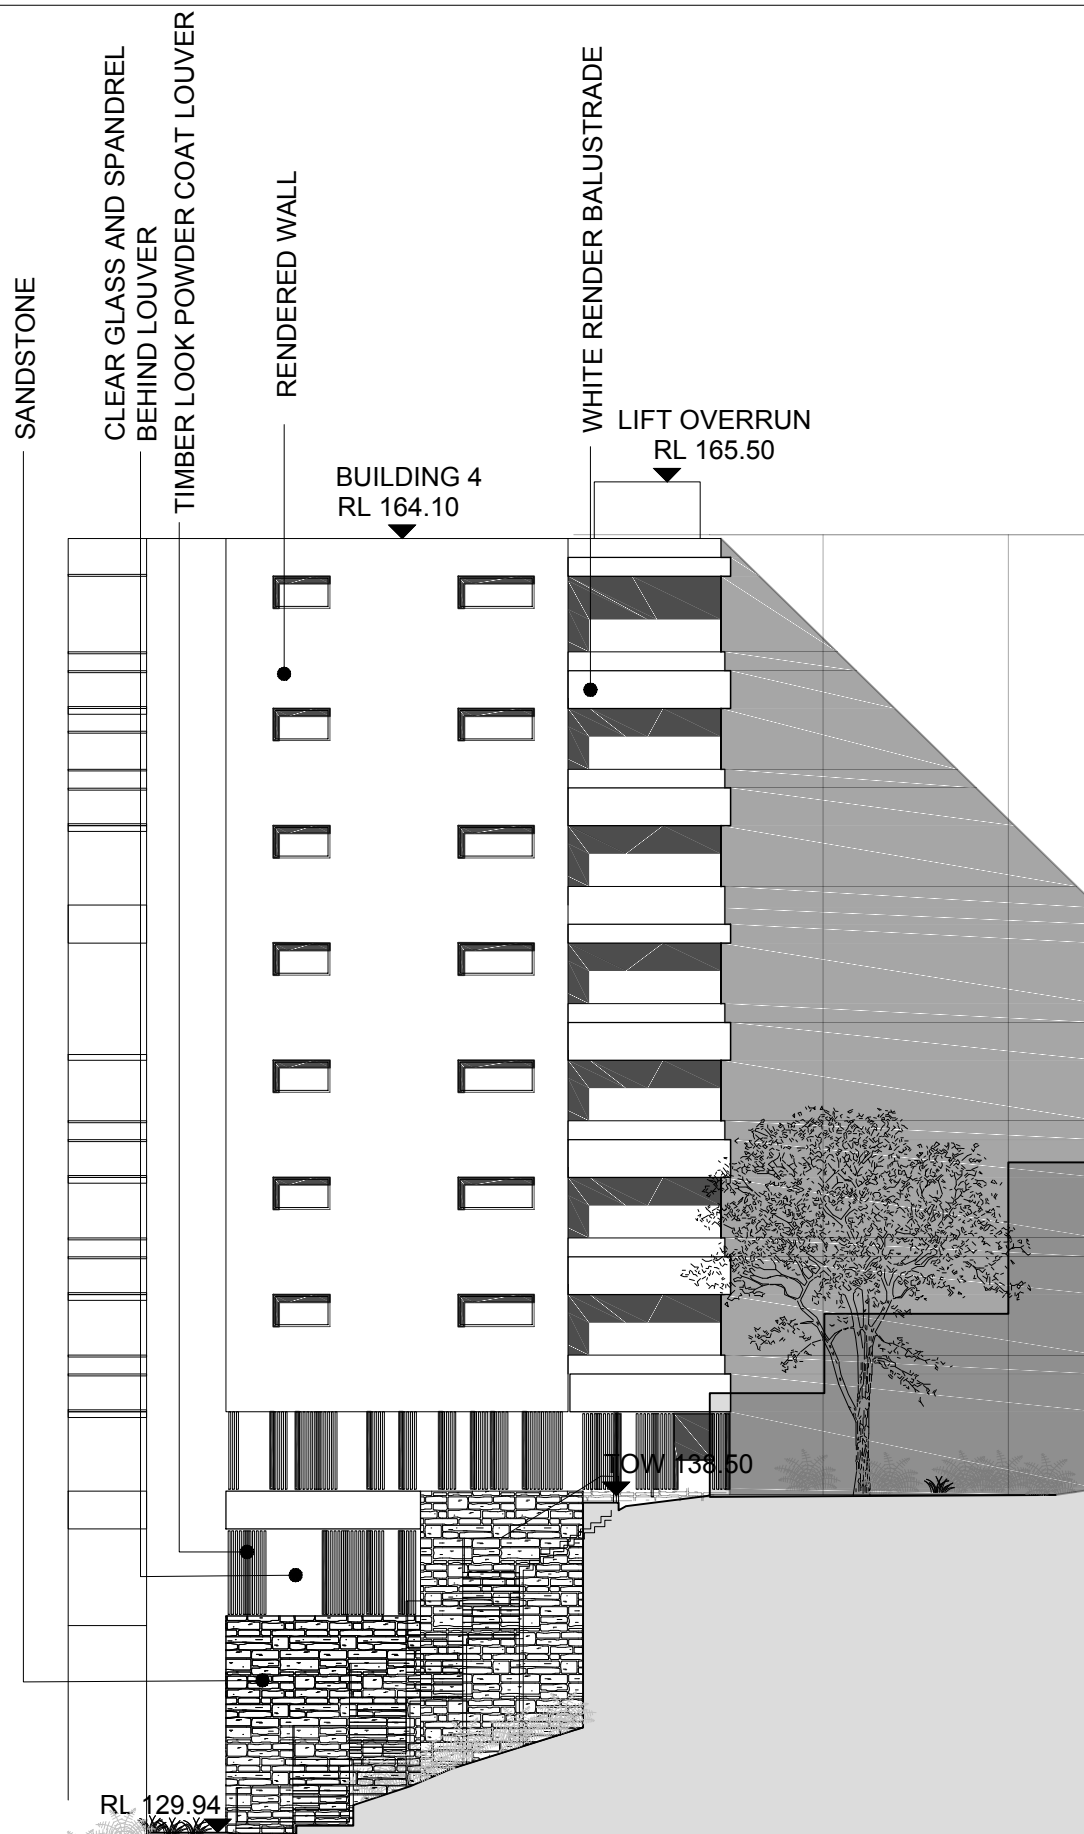 SANDSTONE
CLEAR GLASS AND SPANDREL
BEHIND LOUVER
TIMBER LOOK POWDER COAT LOUVER
RENDERED WALL
WHITE RENDER BALUSTRADE
LIFT OVERRUN
RL 165.50
BUILDING 4
RL 164.10
TOW 138.50
RL 129.94